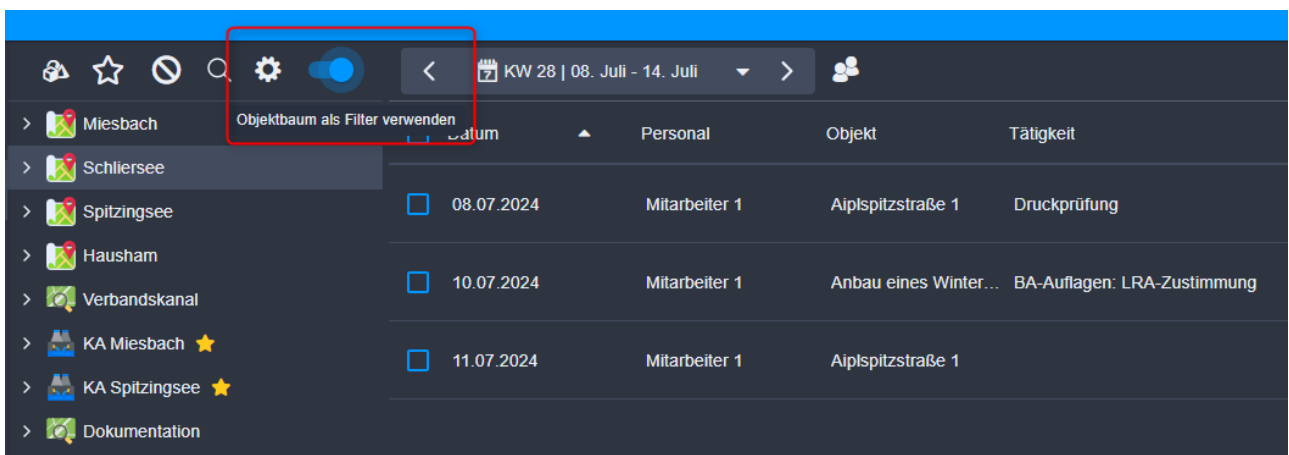 7 KW 28 | 08. Juli - 14. Juli
Objektbaum als Filter verwenden
Miesbach
Schliersee
Spitzingsee
Hausham
Verbandskanal
KA Miesbach
KA Spitzingsee
Dokumentation
Datum Personal Objekt Tätigkeit
08.07.2024 Mitarbeiter 1 Aiplspitzstraße 1 Druckprüfung
10.07.2024 Mitarbeiter 1 Anbau eines Winter... BA-Auflagen: LRA-Zustimmung
11.07.2024 Mitarbeiter 1 Aiplspitzstraße 1